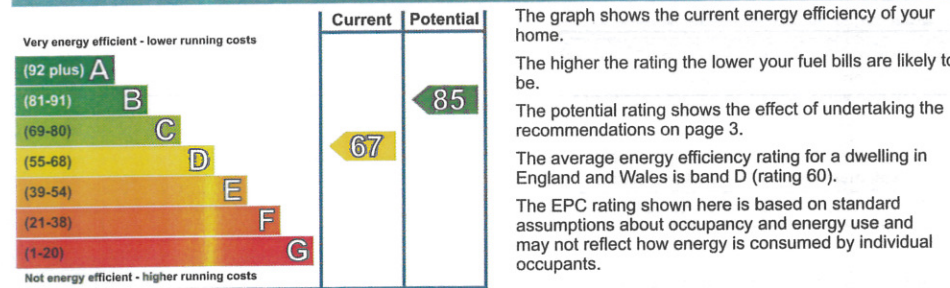 Current Potential
Very energy efficient - lower running costs
(92 plus) A
(81-91) B
85
(69-80) C
(55-68) D
67
(39-54) E
(21-38) F
(1-20) G
Not energy efficient - higher running costs
The graph shows the current energy efficiency of your
home.
The higher the rating the lower your fuel bills are likely to
be.
The potential rating shows the effect of undertaking the
recommendations on page 3.
The average energy efficiency rating for a dwelling in
England and Wales is band D (rating 60).
The EPC rating shown here is based on standard
assumptions about occupancy and energy use and
may not reflect how energy is consumed by individual
occupants.